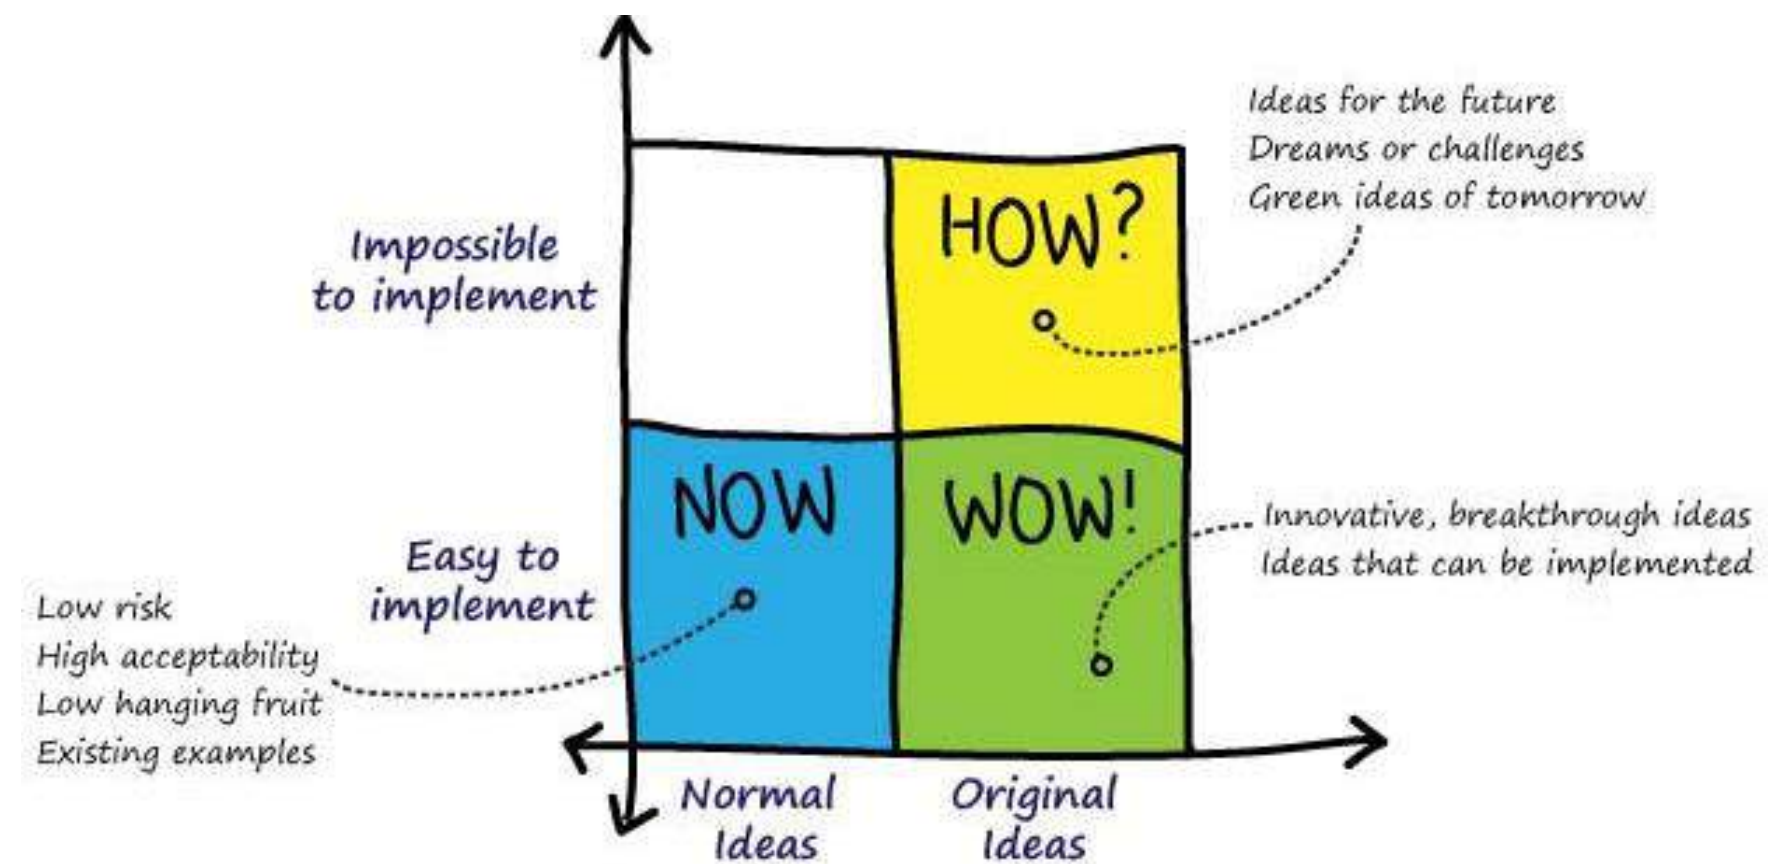 Ideas for the future
Dreams or challenges
Green ideas of tomorrow
HOW?
Impossible
to implement
NOW
WOW!
Innovative, breakthrough ideas
Ideas that can be implemented
Easy to
implement
Low risk
High acceptability
Low hanging fruit
Existing examples
Normal
Ideas
Original
Ideas